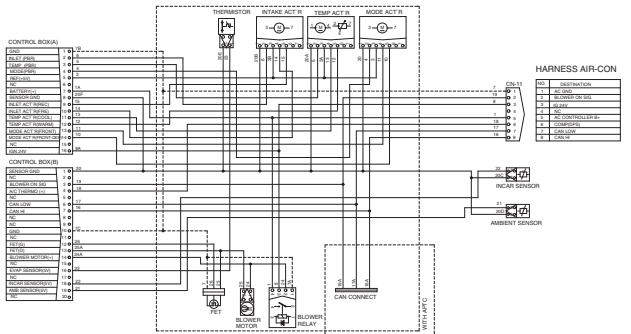 THERMISTOR
INTAKE ACT`R
TEMP ACT`R
MODE ACT`R
CONTROL BOX(A)
GND
INLET (PBR)
TEMP (PBR)
MODE(PBR)
REF(+5V)
NC
BATTERY(+)
SENSOR GND
INLET ACT`R(REC)
INLET ACT`R(FRE)
TEMP ACT`R(COOL)
TEMP ACT`R(WARM)
MODE ACT`R(FRONT)
MODE ACT`R(FRONT-DEF)
NC
IGN.24V
CONTROL BOX(B)
SENSOR GND
NC
BLOWER ON SIG
A/C THERMO (+)
CAN LOW
CAN HI
NC
NC
NC
GND
NC
FET(G)
FET(D)
BLOWER MOTOR(+)
NC
EVAP SENSOR(5V)
NC
INCAR SENSOR(5V)
AMB SENSOR(5V)
NC
HARNESS AIR-CON
CN-11
NO. DESTINATION
1 AC GND
2 BLOWER ON SIG
3 IG 24V
4 NC
5 AC CONTROLLER B+
6 COMP(DPS)
7 CAN LOW
8 CAN HI
INCAR SENSOR
AMBIENT SENSOR
FET
BLOWER
MOTOR
BLOWER
RELAY
CAN CONNECT
WITH APTC